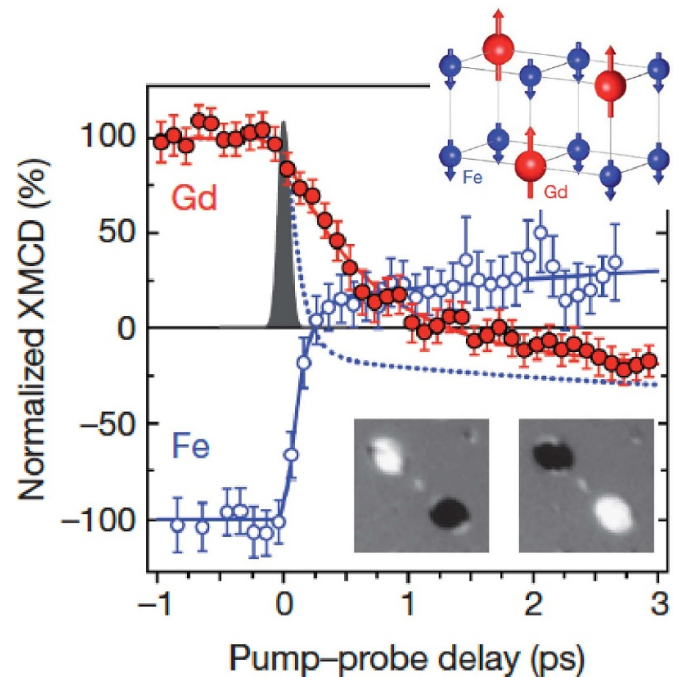 Fe
Gd
100
50
0
−50
−100
Normalized XMCD (%)
Gd
Fe
−1
0
1
2
3
Pump–probe delay (ps)